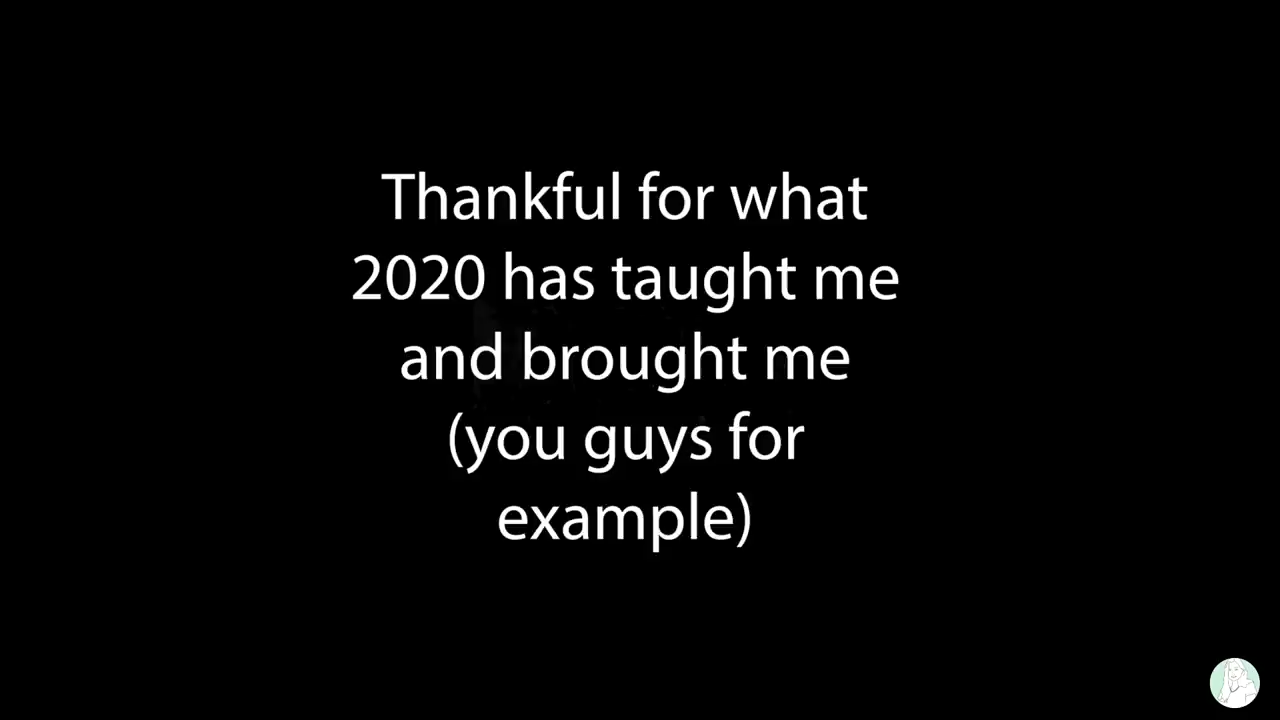 Thankful for what
2020 has taught me
and brought me
(you guys for
example)